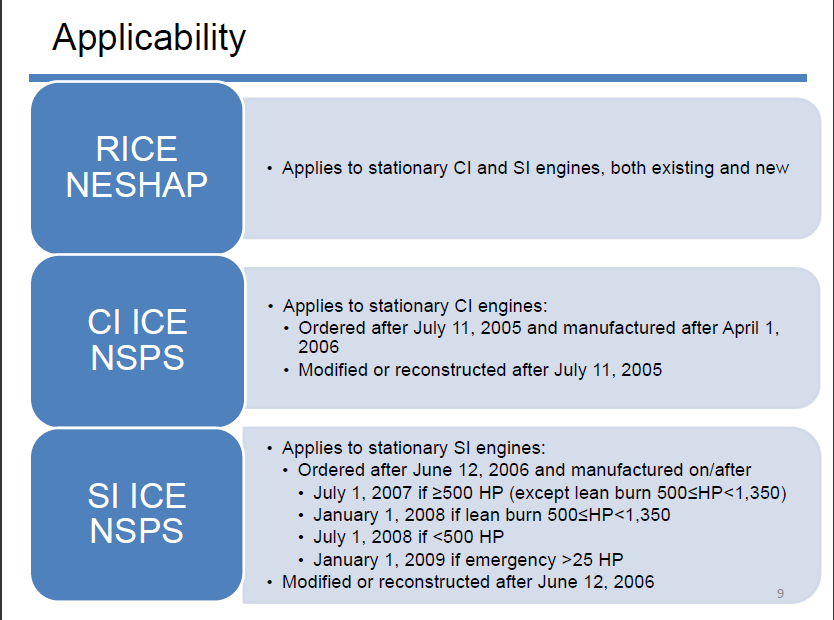 Applicability
RICE
NESHAP
• Applies to stationary CI and SI engines, both existing and new
CI ICE
NSPS
• Applies to stationary CI engines:
• Ordered after July 11, 2005 and manufactured after April 1,
2006
• Modified or reconstructed after July 11, 2005
SI ICE
NSPS
• Applies to stationary SI engines:
• Ordered after June 12, 2006 and manufactured on/after
• July 1, 2007 if ≥500 HP (except lean burn 500≤HP<1,350)
• January 1, 2008 if lean burn 500≤HP<1,350
• July 1, 2008 if <500 HP
• January 1, 2009 if emergency >25 HP
• Modified or reconstructed after June 12, 2006
9